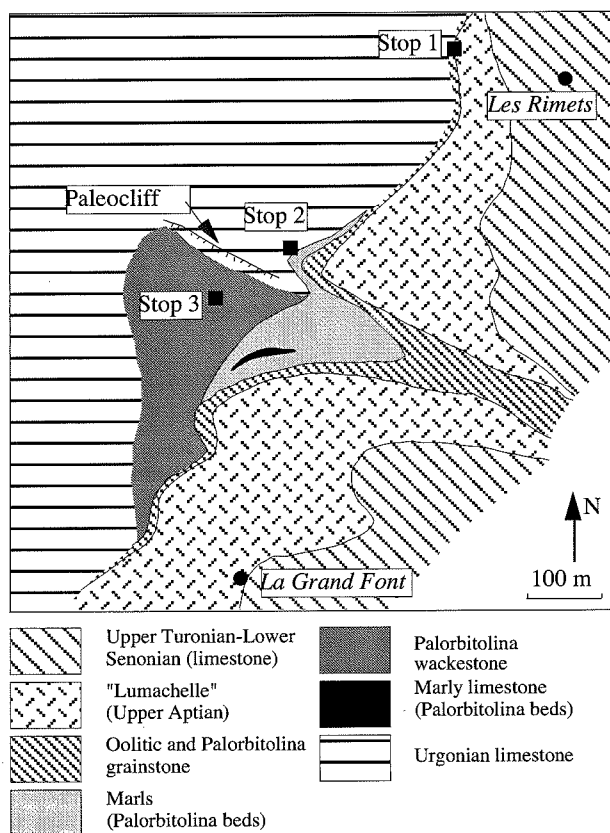 Stop 1
Les Rimets
Paleocliff
Stop 2
Stop 3
N
La Grand Font
100 m
Upper Turonian-Lower
Senonian (limestone)
"Lumachelle"
(Upper Aptian)
Oolitic and Palorbitolina
grainstone
Marls
(Palorbitolina beds)
Palorbitolina
wackestone
Marly limestone
(Palorbitolina beds)
Urgonian limestone